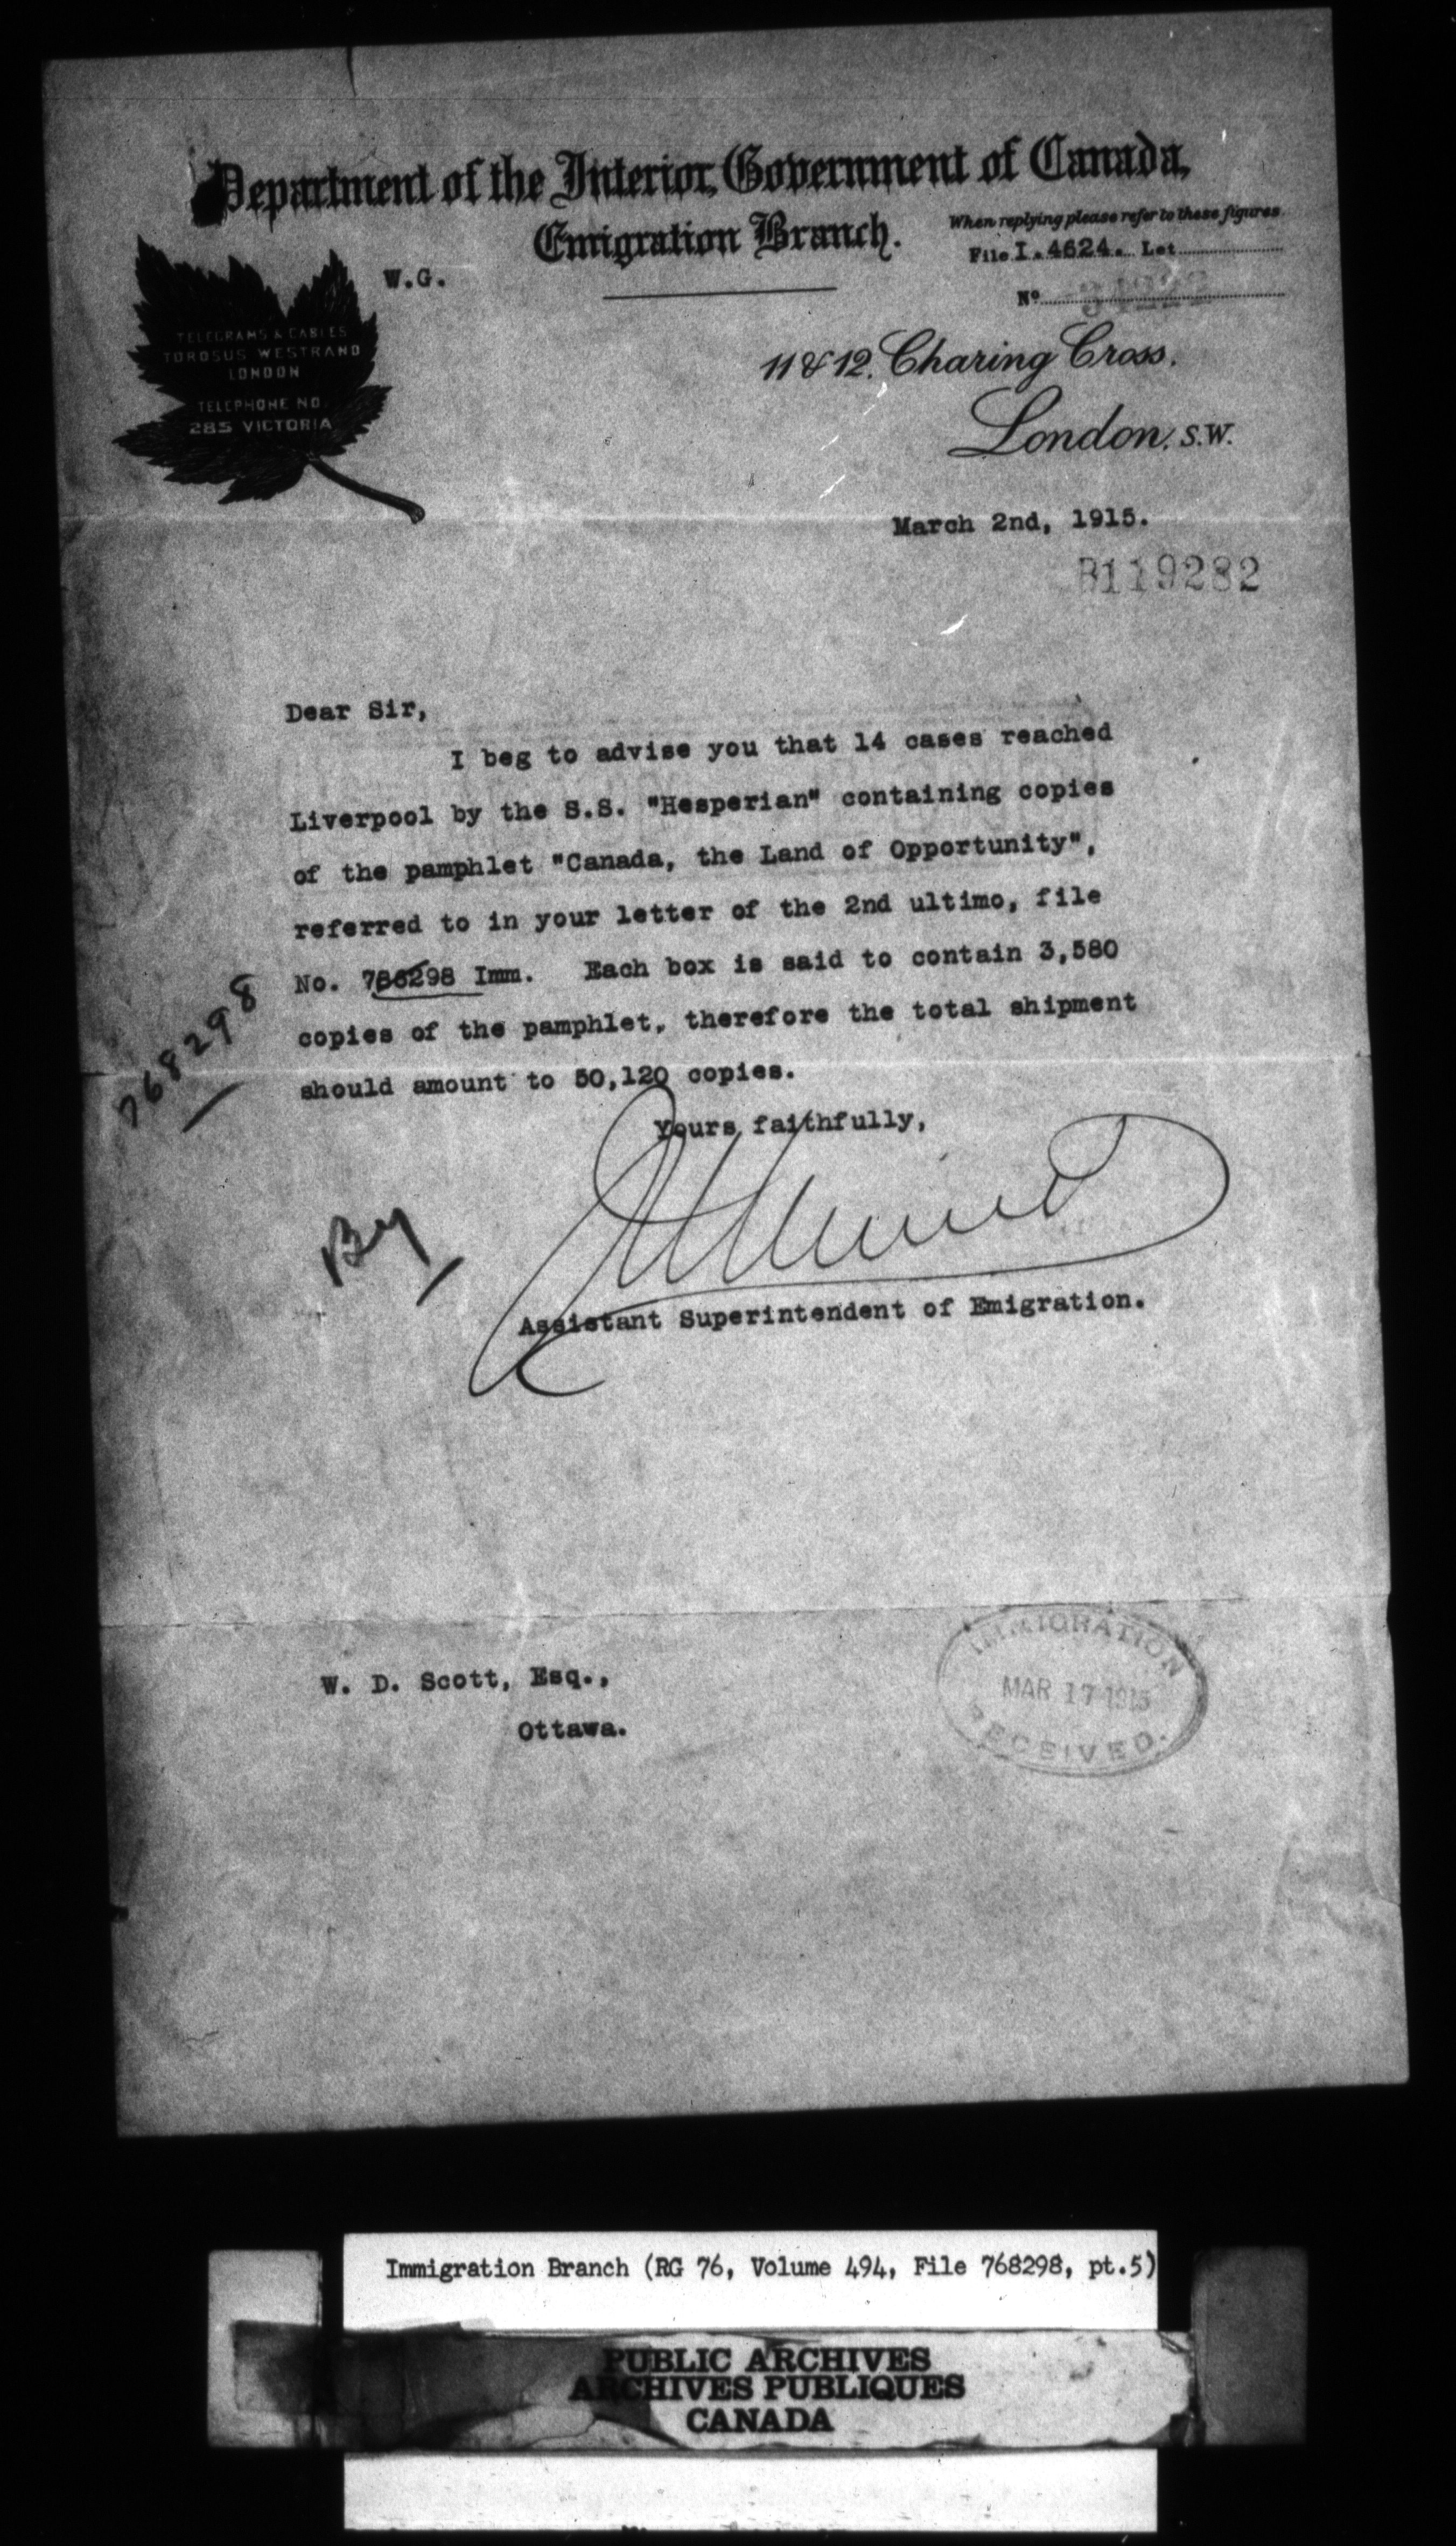 Department of the Interior, Government of Canada,
Emigration Branch.
When replying please refer to these figures
File I.4624. Let
No
W.G.
TELEGRAMS & CABLES
TOROSUS WESTRAND
LONDON
TELEPHONE NO.
285 VICTORIA
11 & 12. Charing Cross.
London, S.W.
March 2nd, 1915.
B119282
Dear Sir,
I beg to advise you that 14 cases reached
Liverpool by the S.S. "Hesperian" containing copies
of the pamphlet "Canada, the Land of Opportunity",
referred to in your letter of the 2nd ultimo, file
No. 786298 Imm. Each box is said to contain 3,580
copies of the pamphlet, therefore the total shipment
should amount to 50,120 copies.
768298
Yours faithfully,
By
Assistant Superintendent of Emigration.
W. D. Scott, Esq.,
Ottawa.
IMMIGRATION
MAR 17 1915
RECEIVED.
Immigration Branch (RG 76, Volume 494, File 768298, pt.5)
PUBLIC ARCHIVES
ARCHIVES PUBLIQUES
CANADA